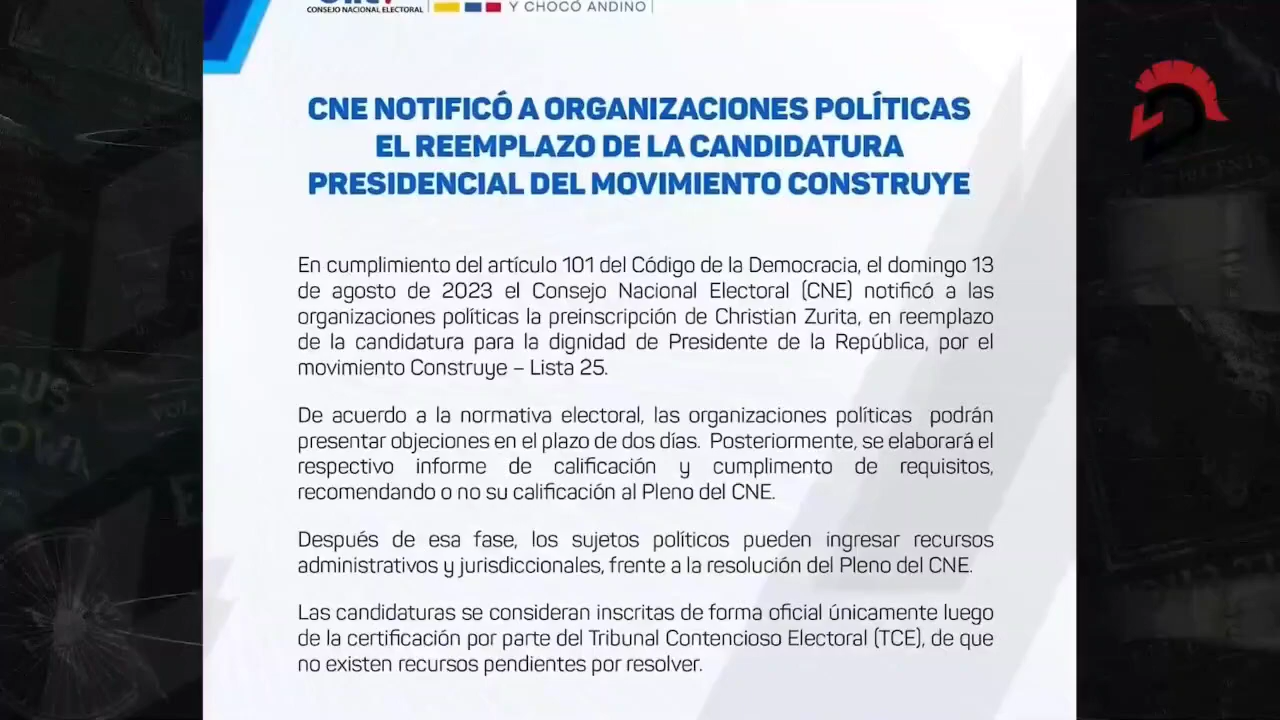 CONSEJO NACIONAL ELECTORAL
Y CHOCÓ ANDINO
CNE NOTIFICÓ A ORGANIZACIONES POLÍTICAS
EL REEMPLAZO DE LA CANDIDATURA
PRESIDENCIAL DEL MOVIMIENTO CONSTRUYE
En cumplimiento del artículo 101 del Código de la Democracia, el domingo 13
de agosto de 2023 el Consejo Nacional Electoral (CNE) notificó a las
organizaciones políticas la preinscripción de Christian Zurita, en reemplazo
de la candidatura para la dignidad de Presidente de la República, por el
movimiento Construye – Lista 25.
De acuerdo a la normativa electoral, las organizaciones políticas podrán
presentar objeciones en el plazo de dos días. Posteriormente, se elaborará el
respectivo informe de calificación y cumplimento de requisitos,
recomendando o no su calificación al Pleno del CNE.
Después de esa fase, los sujetos políticos pueden ingresar recursos
administrativos y jurisdiccionales, frente a la resolución del Pleno del CNE.
Las candidaturas se consideran inscritas de forma oficial únicamente luego
de la certificación por parte del Tribunal Contencioso Electoral (TCE), de que
no existen recursos pendientes por resolver.